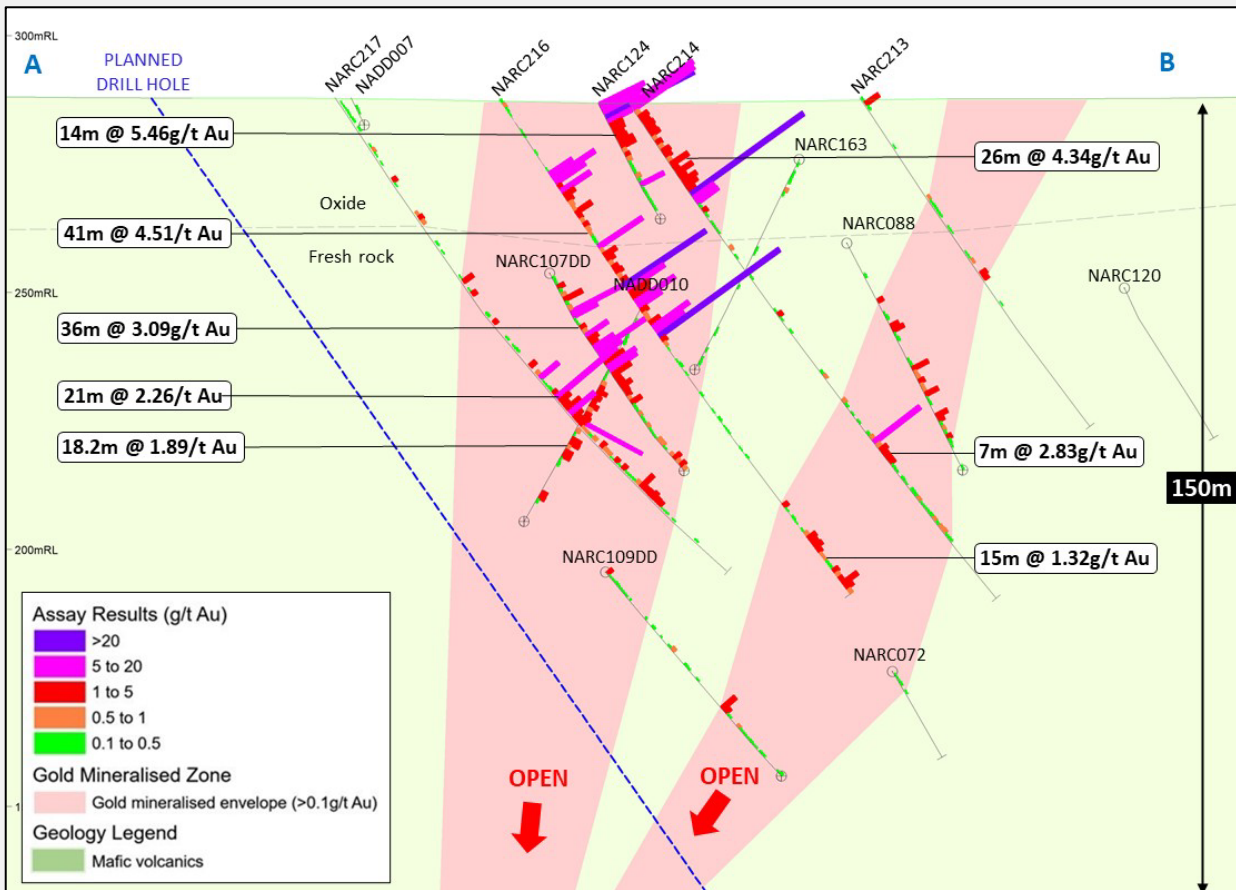 300mRL
A
PLANNED
DRILL HOLE
NARC217
NADD007
NARC216
NARC124
NARC214
NARC213
B
14m @ 5.46g/t Au
NARC163
26m @ 4.34g/t Au
Oxide
41m @ 4.51/t Au
NARC088
Fresh rock
NARC107DD
NADD010
NARC120
250mRL
36m @ 3.09g/t Au
21m @ 2.26/t Au
18.2m @ 1.89/t Au
7m @ 2.83g/t Au
150m
200mRL
NARC109DD
15m @ 1.32g/t Au
NARC072
Assay Results (g/t Au)
>20
5 to 20
1 to 5
0.5 to 1
0.1 to 0.5
Gold Mineralised Zone
Gold mineralised envelope (>0.1g/t Au)
Geology Legend
Mafic volcanics
OPEN
OPEN